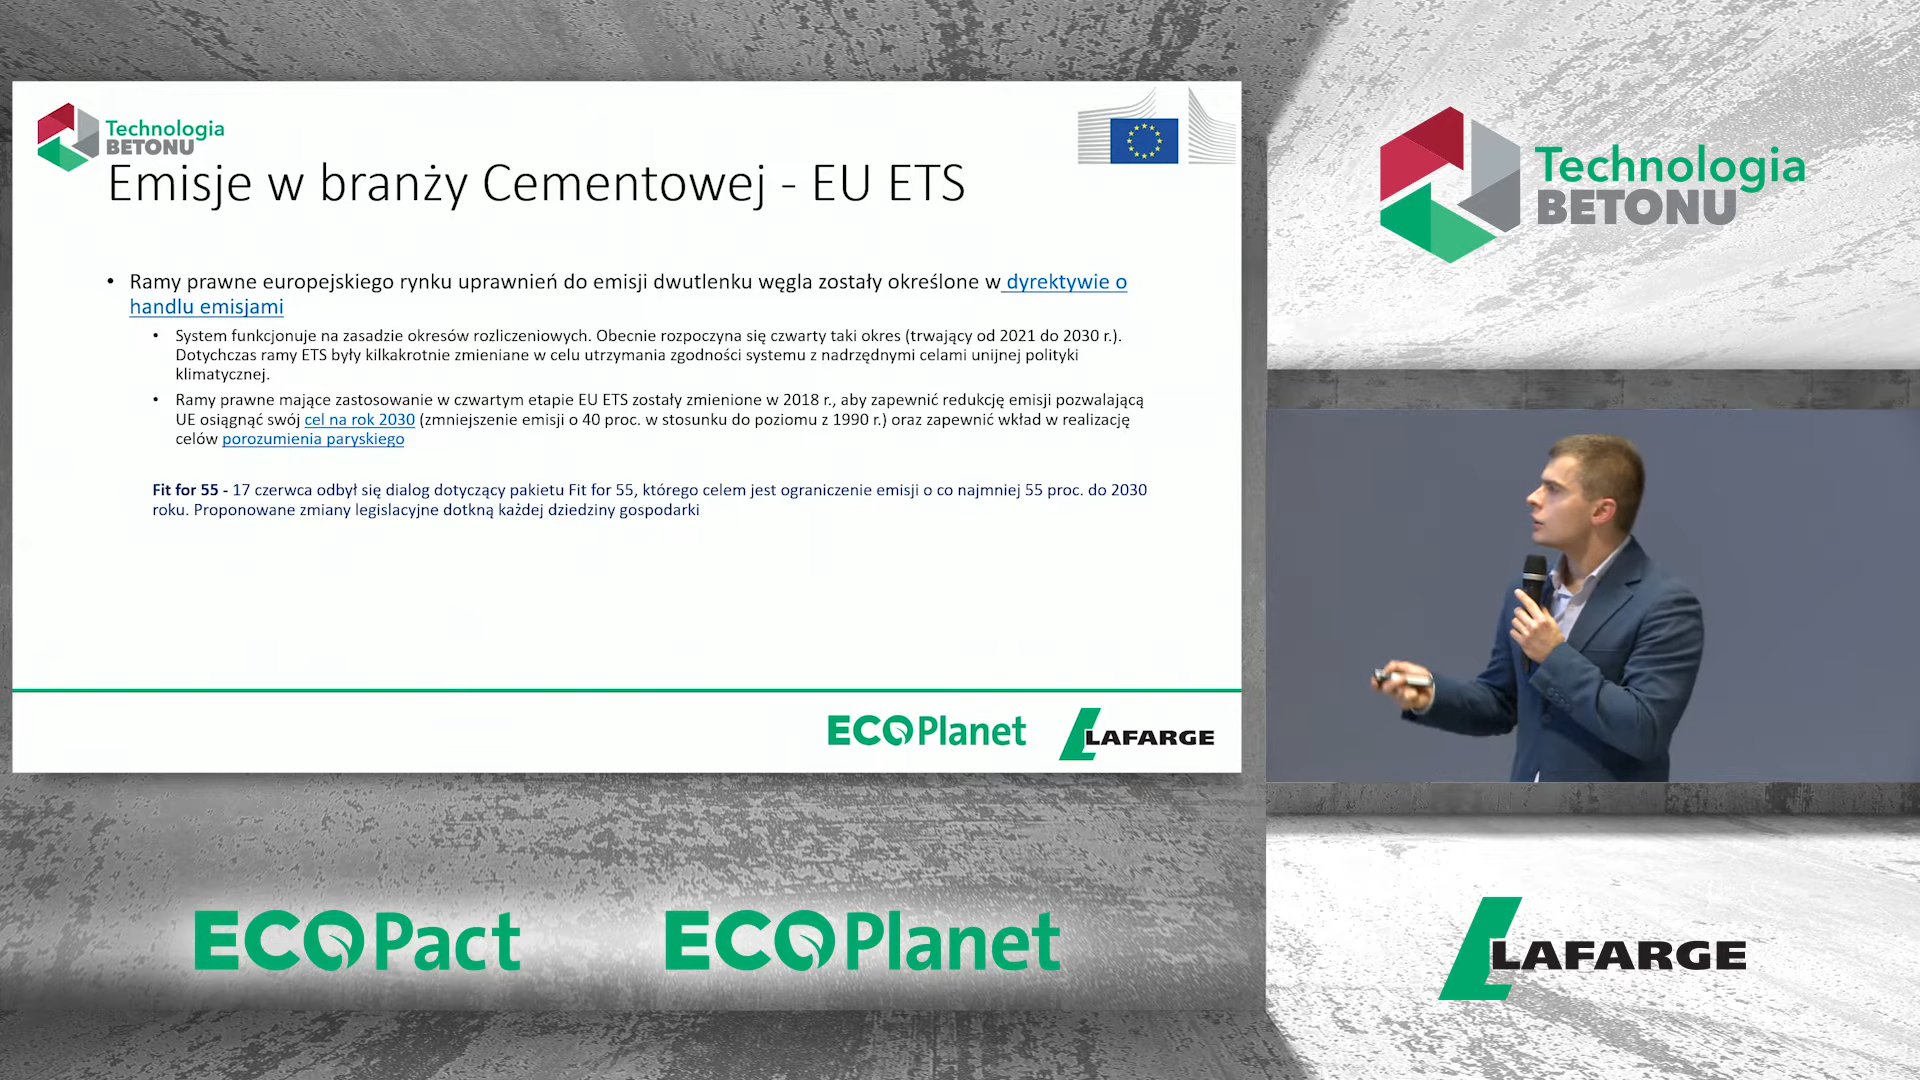 Technologia
BETONU
Emisje w branży Cementowej - EU ETS
• Ramy prawne europejskiego rynku uprawnień do emisji dwutlenku węgla zostały określone w dyrektywie o
handlu emisjami
• System funkcjonuje na zasadzie okresów rozliczeniowych. Obecnie rozpoczyna się czwarty taki okres (trwający od 2021 do 2030 r.).
Dotychczas ramy ETS były kilkakrotnie zmieniane w celu utrzymania zgodności systemu z nadrzędnymi celami unijnej polityki
klimatycznej.
• Ramy prawne mające zastosowanie w czwartym etapie EU ETS zostały zmienione w 2018 r., aby zapewnić redukcję emisji pozwalającą
UE osiągnąć swój cel na rok 2030 (zmniejszenie emisji o 40 proc. w stosunku do poziomu z 1990 r.) oraz zapewnić wkład w realizację
celów porozumienia paryskiego
Fit for 55 - 17 czerwca odbył się dialog dotyczący pakietu Fit for 55, którego celem jest ograniczenie emisji o co najmniej 55 proc. do 2030
roku. Proponowane zmiany legislacyjne dotkną każdej dziedziny gospodarki
ECOPlanet
LAFARGE
Technologia
BETONU
ECOPact
ECOPlanet
LAFARGE